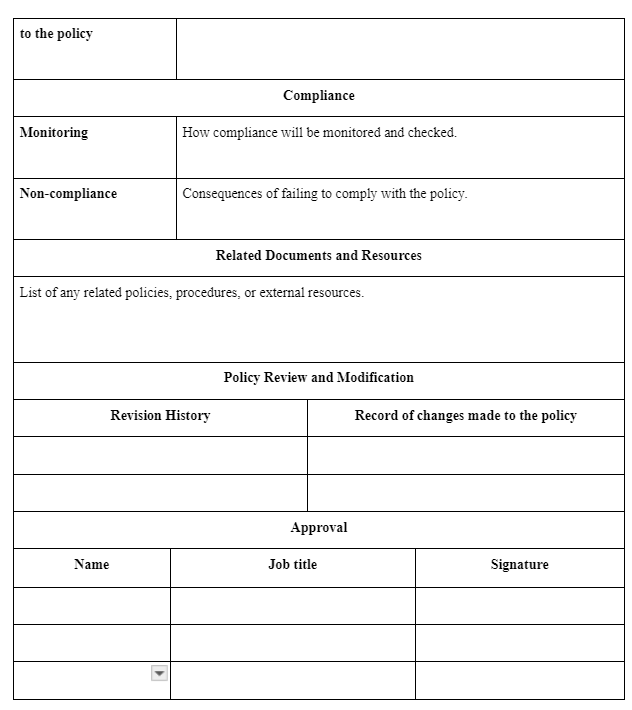 to the policy
Compliance
Monitoring How compliance will be monitored and checked.
Non-compliance Consequences of failing to comply with the policy.
Related Documents and Resources
List of any related policies, procedures, or external resources.
Policy Review and Modification
Revision History Record of changes made to the policy
Approval
Name Job title Signature